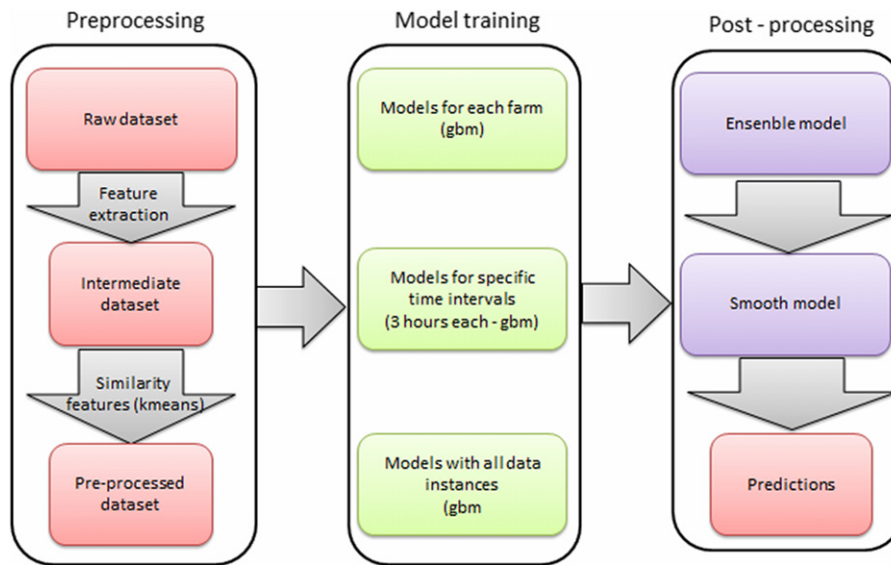 Preprocessing
Raw dataset
Feature
extraction
Intermediate
dataset
Similarity
features (kmeans)
Pre-processed
dataset
Model training
Models for each farm
(gbm)
Models for specific
time intervals
(3 hours each - gbm)
Models with all data
instances
(gbm
Post - processing
Ensenble model
Smooth model
Predictions